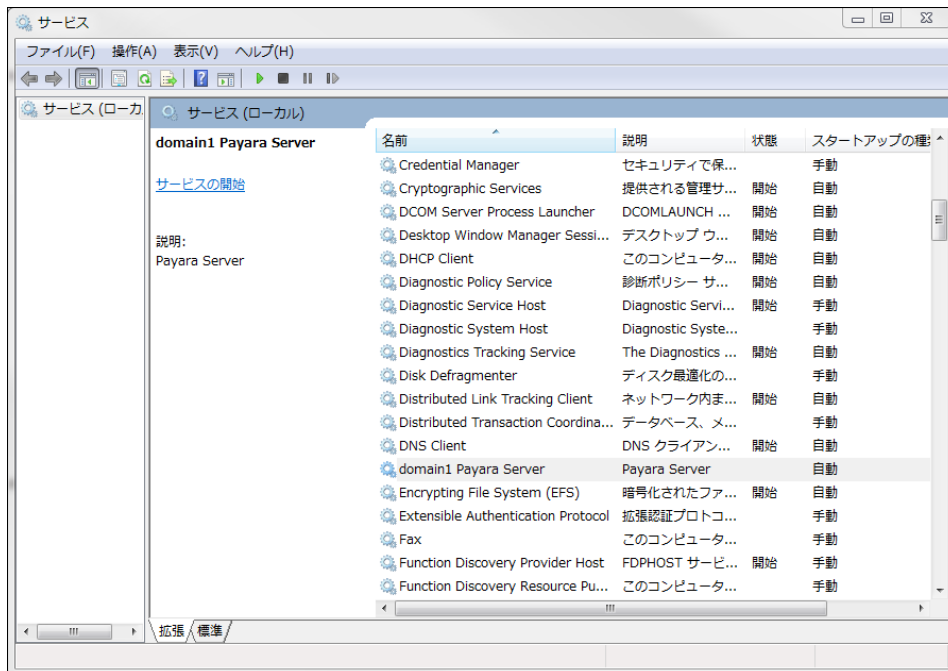 サービス
ファイル(F) 操作(A) 表示(V) ヘルプ(H)
サービス (ローカ
サービス (ローカル)
domain1 Payara Server
サービスの開始
説明:
Payara Server
名前 説明 状態 スタートアップの種類
Credential Manager セキュリティで保... 手動
Cryptographic Services 提供される管理サ... 開始 自動
DCOM Server Process Launcher DCOMLAUNCH ... 開始 自動
Desktop Window Manager Sessi... デスクトップ ウ... 開始 自動
DHCP Client このコンピュータ... 開始 自動
Diagnostic Policy Service 診断ポリシー サ... 開始 自動
Diagnostic Service Host Diagnostic Servi... 開始 手動
Diagnostic System Host Diagnostic Syste... 手動
Diagnostics Tracking Service The Diagnostics ... 開始 自動
Disk Defragmenter ディスク最適化の... 手動
Distributed Link Tracking Client ネットワーク内ま... 開始 自動
Distributed Transaction Coordina... データベース、メ... 手動
DNS Client DNS クライアン... 開始 自動
domain1 Payara Server Payara Server 自動
Encrypting File System (EFS) 暗号化されたファ... 開始 自動
Extensible Authentication Protocol 拡張認証プロトコ... 手動
Fax このコンピュータ... 手動
Function Discovery Provider Host FDPHOST サービ... 開始 手動
Function Discovery Resource Pu... このコンピュータ... 手動
拡張 標準